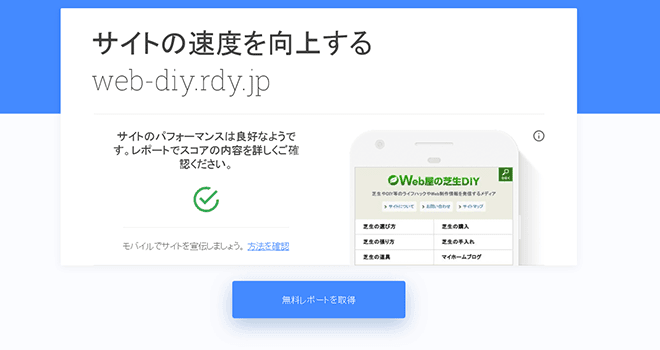 サイトの速度を向上する
web-diy.rdy.jp
サイトのパフォーマンスは良好なようで
す。レポートでスコアの内容を詳しくご確
認ください。
モバイルでサイトを宣伝しましょう。 方法を確認
Web屋の芝生DIY
芝生やDIY等のライフハックやWeb制作情報を発信するメディア
サイトについて お問い合わせ サイトマップ
芝生の選び方 芝生の購入
芝生の張り方 芝生の手入れ
芝生の道具 マイホームブログ
無料レポートを取得